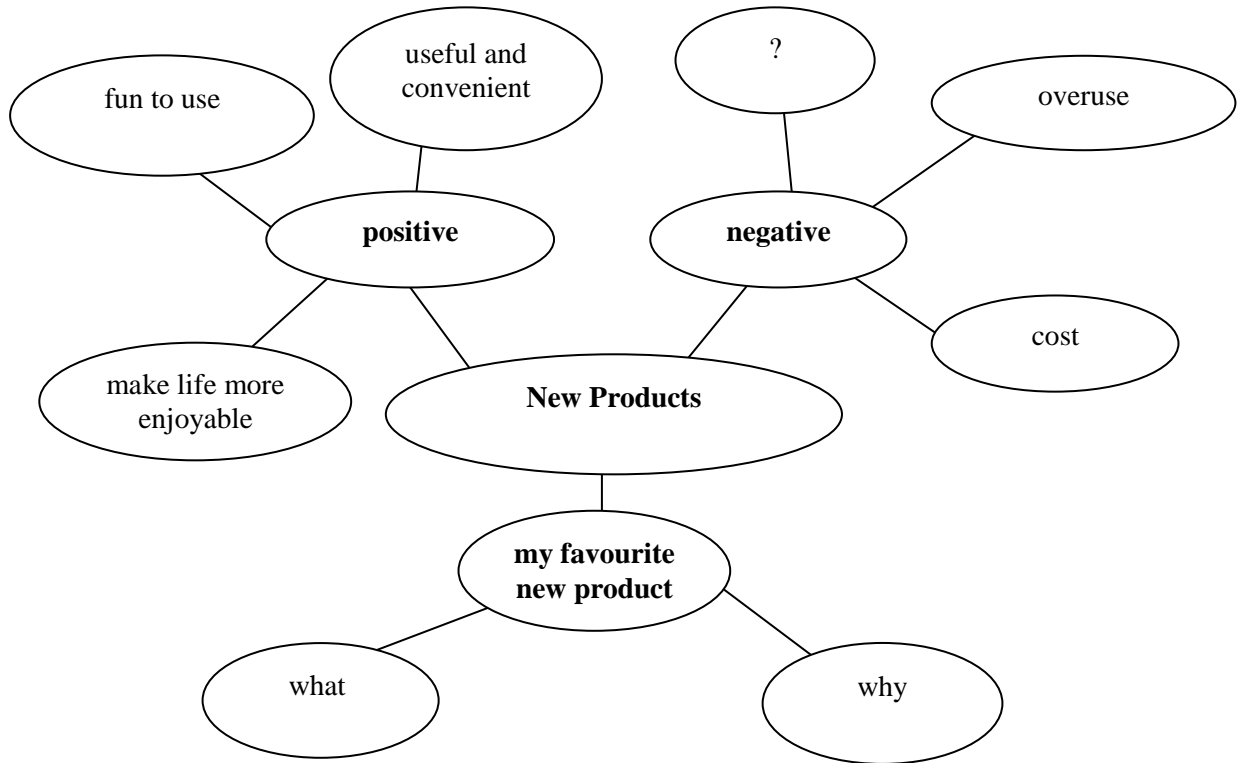 useful and
convenient
?
fun to use
overuse
positive
negative
make life more
enjoyable
New Products
cost
my favourite
new product
what
why